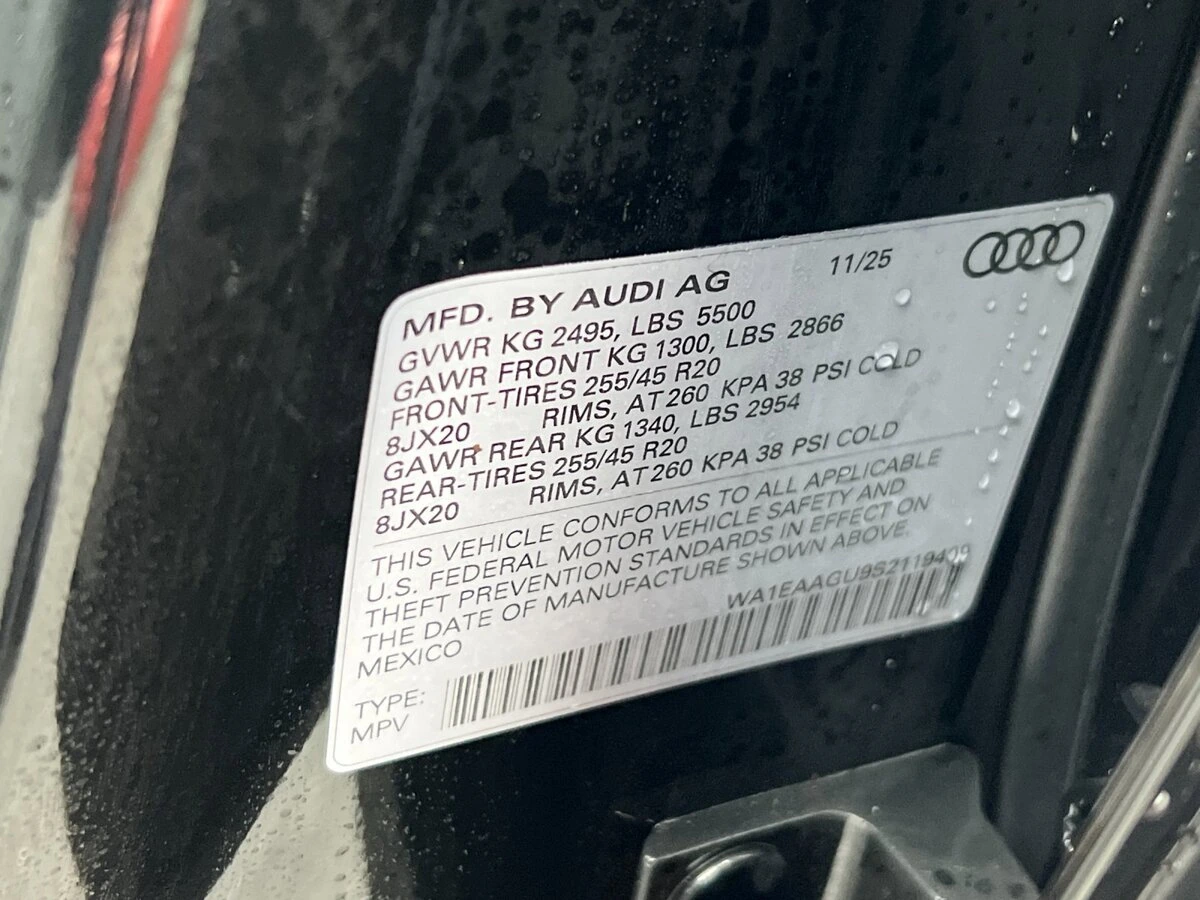 11/25
MFD. BY AUDI AG
GVWR KG 2495, LBS 5500
GAWR FRONT KG 1300, LBS 2866
FRONT-TIRES 255/45 R20
8JX20 RIMS, AT 260 KPA 38 PSI COLD
GAWR REAR KG 1340, LBS 2954
REAR-TIRES 255/45 R20
8JX20 RIMS, AT 260 KPA 38 PSI COLD
THIS VEHICLE CONFORMS TO ALL APPLICABLE
U.S. FEDERAL MOTOR VEHICLE SAFETY AND
THEFT PREVENTION STANDARDS IN EFFECT ON
THE DATE OF MANUFACTURE SHOWN ABOVE.
MEXICO
WA1EAAGU9S2119409
TYPE:
MPV